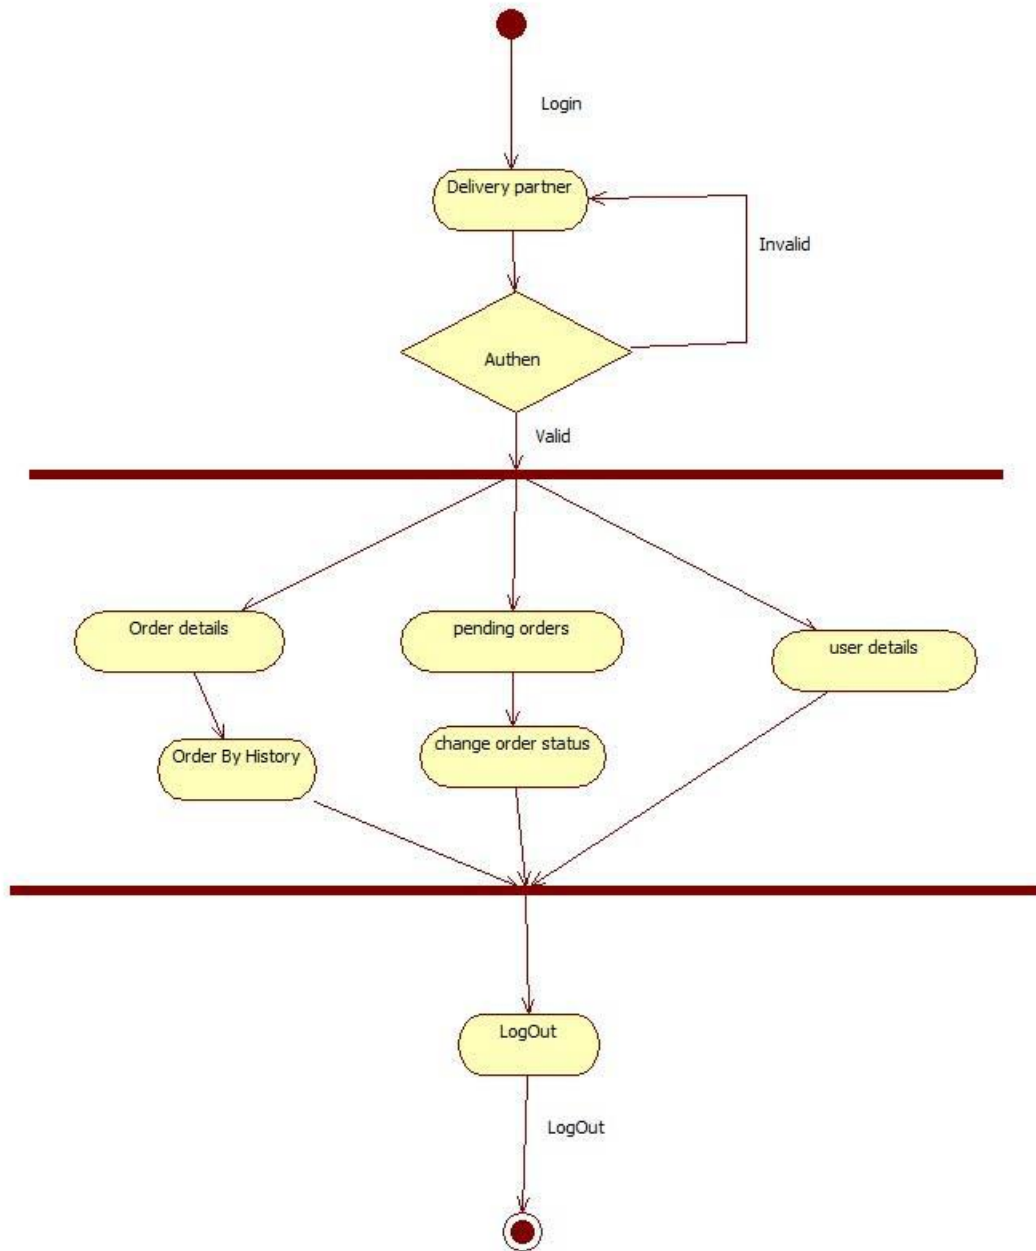 Login
Delivery partner
Invalid
Authen
Valid
Order details
pending orders
user details
change order status
Order By History
LogOut
LogOut